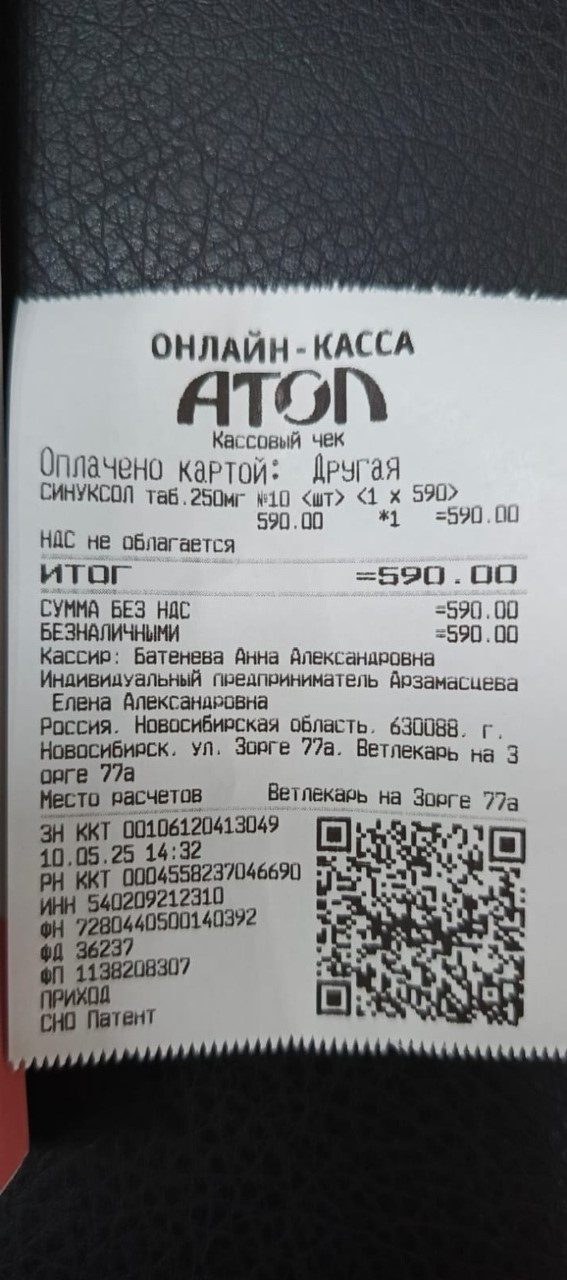 ОНЛАЙН-КАССА
АТОЛ
Кассовый чек
Оплачено картой: Другая
СИНУКСОЛ таб.250мг №10 <шт> <1 x 590>
590.00 *1 =590.00
НДС не облагается
ИТОГ =590.00
СУММА БЕЗ НДС =590.00
БЕЗНАЛИЧНЫМИ =590.00
Кассир: Батенева Анна Александровна
Индивидуальный предприниматель Арзамасцева
Елена Александровна
Россия, Новосибирская область, 630088, г.
Новосибирск, ул. Зорге 77а, Ветлекарь на З
орге 77а
Место расчетов Ветлекарь на Зорге 77а
ЗН ККТ 00106120413049
10.05.25 14:32
РН ККТ 0004558237046690
ИНН 540209212310
ФН 7280440500140392
ФД 36237
ФП 1138208307
ПРИХОД
СНО Патент